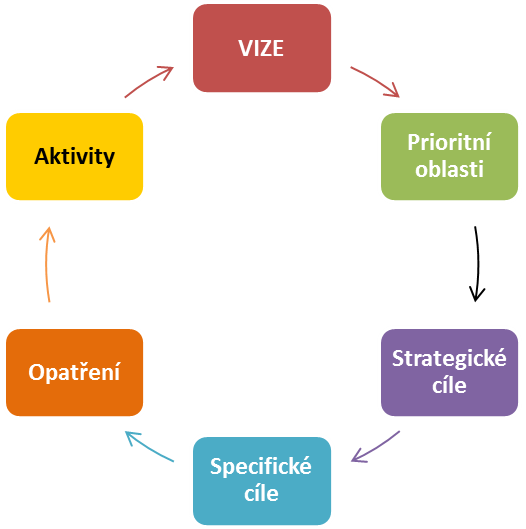 VIZE
Prioritní
oblasti
Strategické
cíle
Specifické
cíle
Opatření
Aktivity